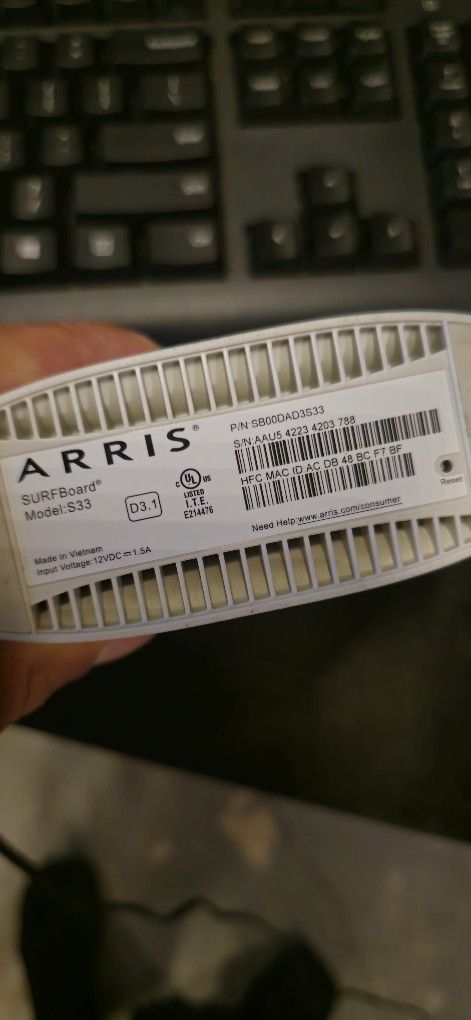 ARRIS®
SURFBoard®
Model:S33
D3.1
c UL US
LISTED
I.T.E.
E214476
Made in Vietnam
Input Voltage:12VDC⎓1.5A
P/N:SB00DAD3S33
S/N:AAU5 4223 4203 788
HFC MAC ID AC DB 48 BC F7 BF
Need Help:www.arris.com/consumer
Reset